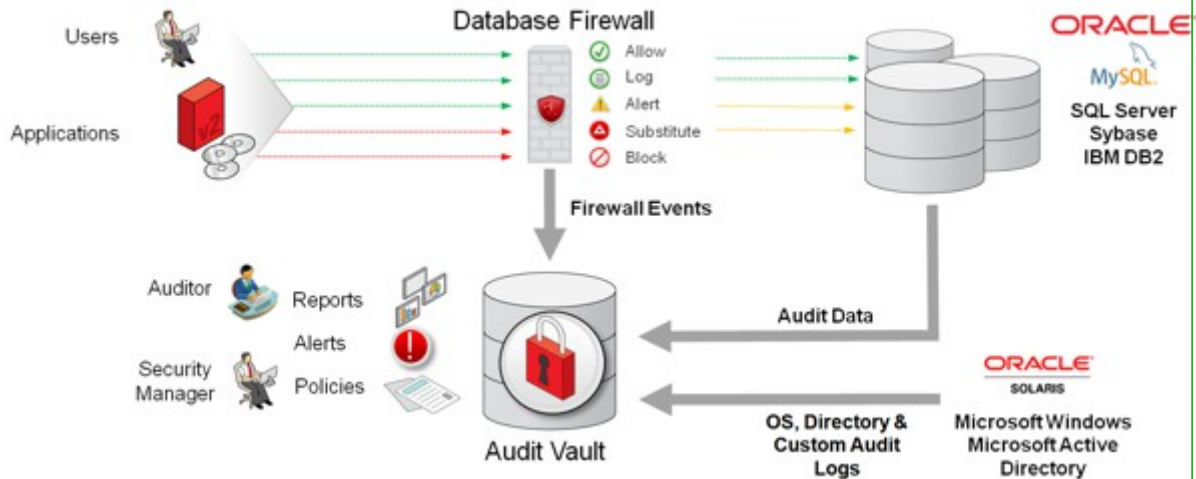 Database Firewall
Users
Applications
v2
Allow
Log
Alert
Substitute
Block
ORACLE
MySQL.
SQL Server
Sybase
IBM DB2
Firewall Events
Auditor
Reports
Alerts
Security
Manager
Policies
Audit Vault
Audit Data
ORACLE
SOLARIS
OS, Directory &
Custom Audit
Logs
Microsoft Windows
Microsoft Active
Directory